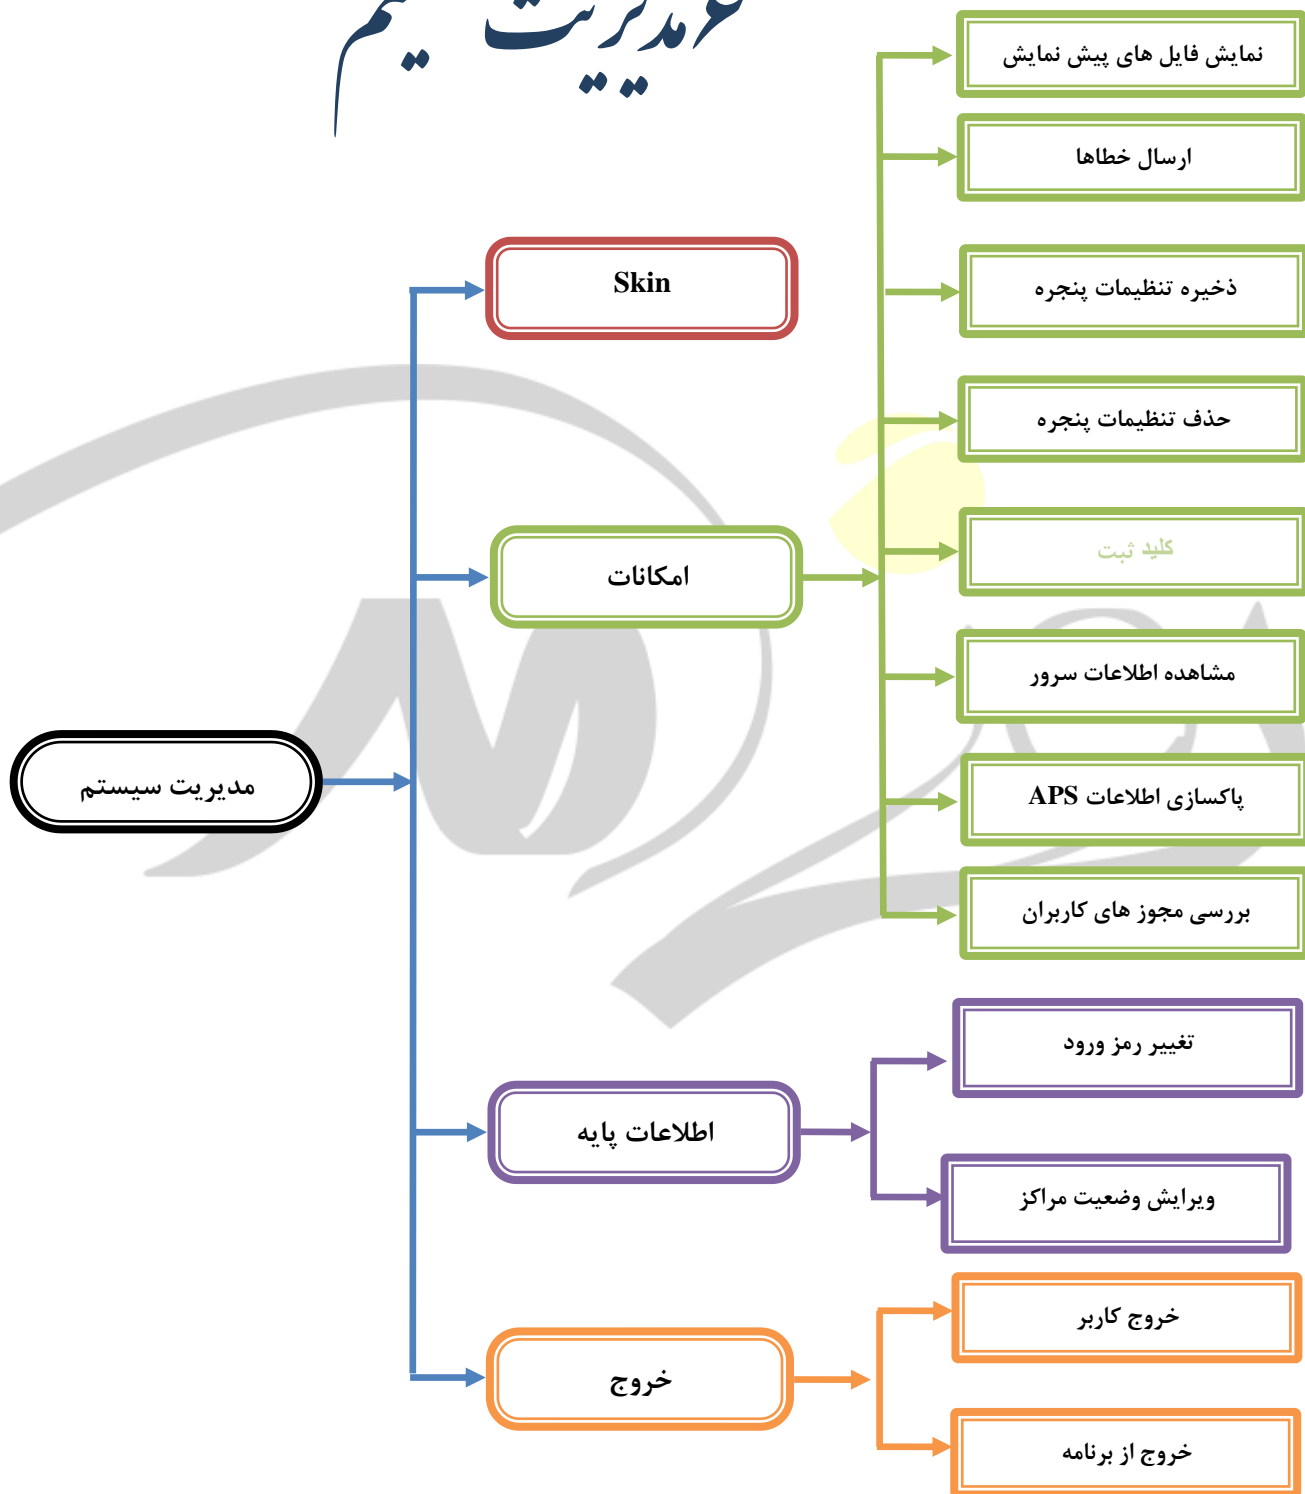 مدیریت سیستم
نمایش فایل های پیش نمایش
ارسال خطاها
Skin
ذخیره تنظیمات پنجره
حذف تنظیمات پنجره
کلید ثبت
امکانات
مشاهده اطلاعات سرور
مدیریت سیستم
پاکسازی اطلاعات APS
بررسی مجوز های کاربران
تغییر رمز ورود
اطلاعات پایه
ویرایش وضعیت مراکز
خروج کاربر
خروج
خروج از برنامه